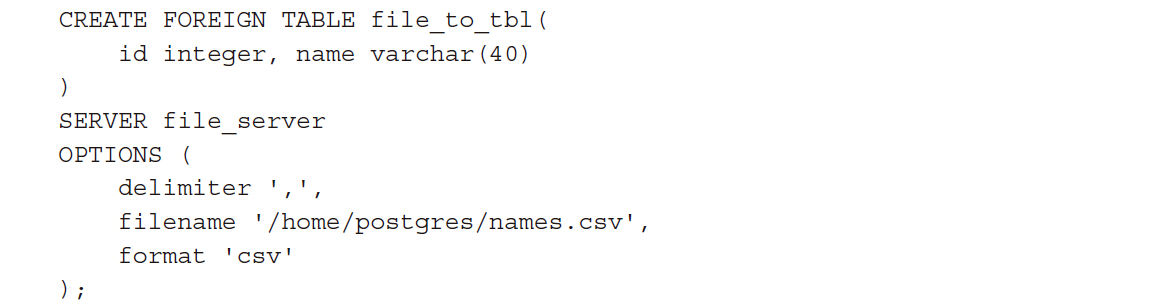 CREATE FOREIGN TABLE file_to_tbl(
    id integer, name varchar(40)
)
SERVER file_server
OPTIONS (
    delimiter ',',
    filename '/home/postgres/names.csv',
    format 'csv'
);